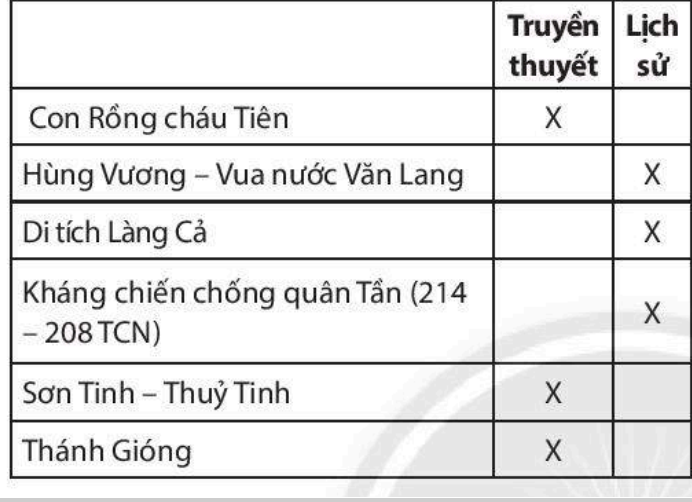 Truyền Lịch
thuyết sử
Con Rồng cháu Tiên X
Hùng Vương – Vua nước Văn Lang X
Di tích Làng Cả X
Kháng chiến chống quân Tần (214
– 208 TCN) X
Sơn Tinh – Thuỷ Tinh X
Thánh Gióng X